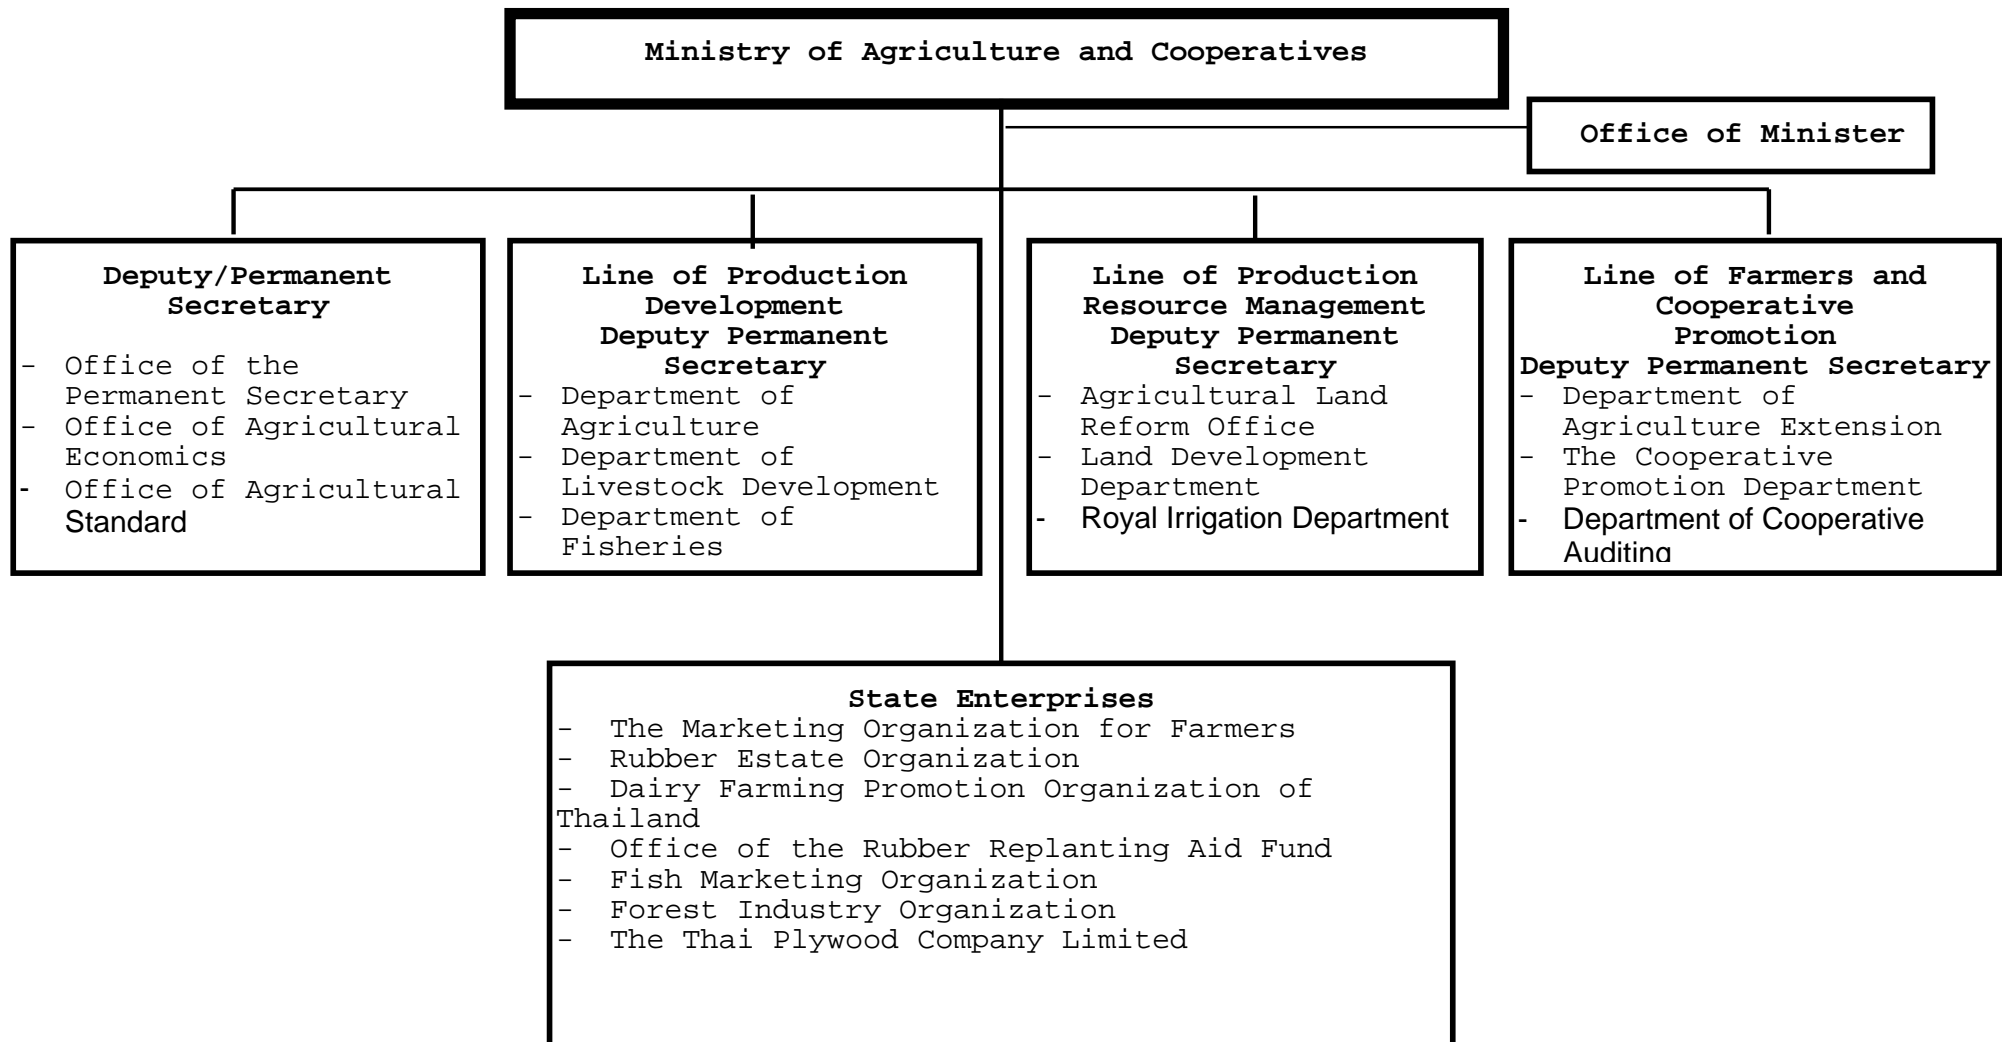 Ministry of Agriculture and Cooperatives
Office of Minister
Deputy/Permanent
Secretary
- Office of the
Permanent Secretary
- Office of Agricultural
Economics
- Office of Agricultural
Standard
Line of Production
Development
Deputy Permanent
Secretary
- Department of
Agriculture
- Department of
Livestock Development
- Department of
Fisheries
Line of Production
Resource Management
Deputy Permanent
Secretary
- Agricultural Land
Reform Office
- Land Development
Department
- Royal Irrigation Department
Line of Farmers and
Cooperative
Promotion
Deputy Permanent Secretary
- Department of
Agriculture Extension
- The Cooperative
Promotion Department
- Department of Cooperative
Auditing
State Enterprises
- The Marketing Organization for Farmers
- Rubber Estate Organization
- Dairy Farming Promotion Organization of
Thailand
- Office of the Rubber Replanting Aid Fund
- Fish Marketing Organization
- Forest Industry Organization
- The Thai Plywood Company Limited